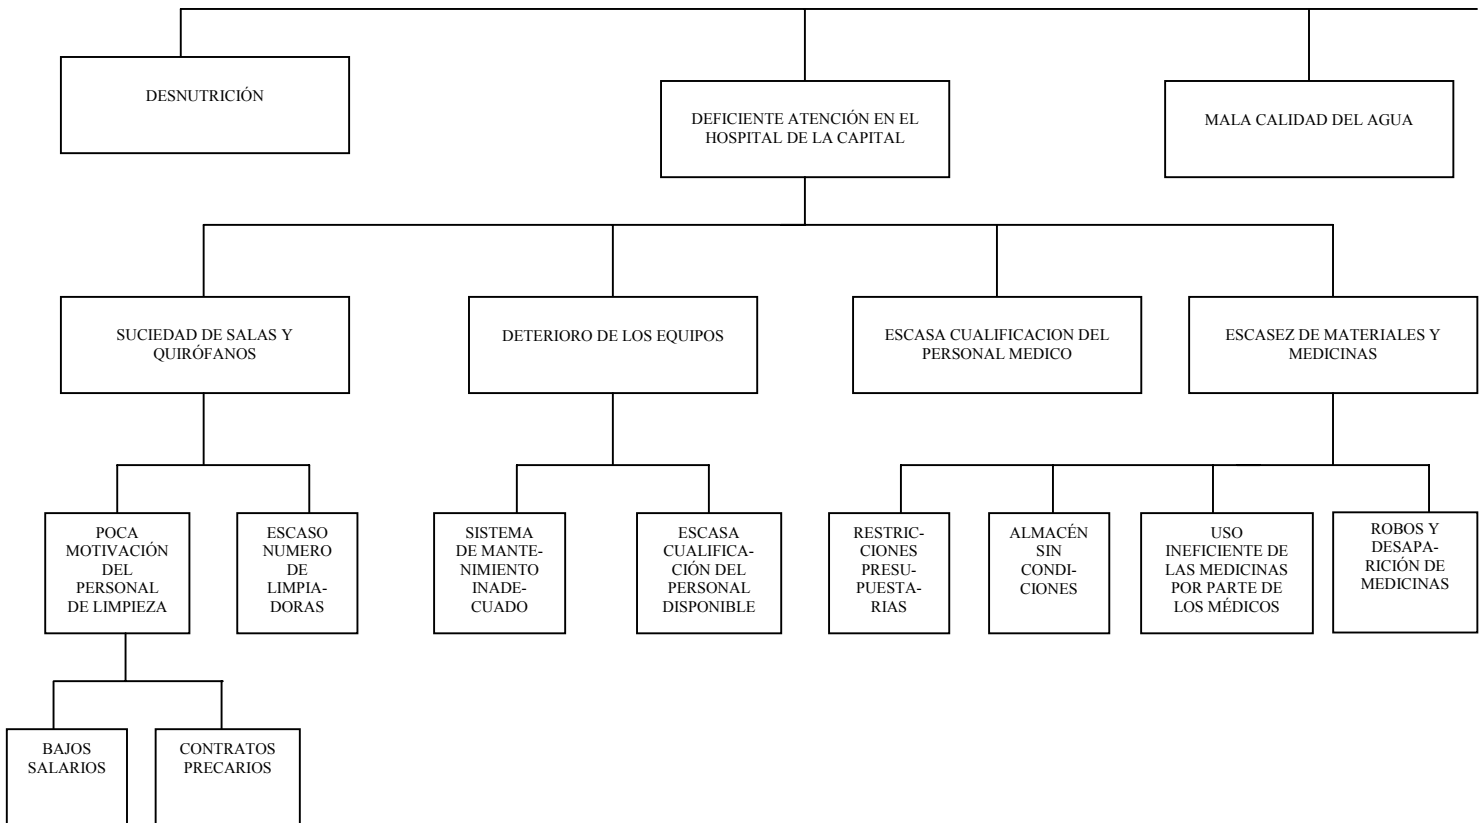 DESNUTRICIÓN
DEFICIENTE ATENCIÓN EN EL
HOSPITAL DE LA CAPITAL
MALA CALIDAD DEL AGUA
SUCIEDAD DE SALAS Y
QUIRÓFANOS
DETERIORO DE LOS EQUIPOS
ESCASA CUALIFICACION DEL
PERSONAL MEDICO
ESCASEZ DE MATERIALES Y
MEDICINAS
POCA
MOTIVACIÓN
DEL
PERSONAL
DE LIMPIEZA
ESCASO
NUMERO
DE
LIMPIA-
DORAS
SISTEMA
DE MANTE-
NIMIENTO
INADE-
CUADO
ESCASA
CUALIFICA-
CIÓN DEL
PERSONAL
DISPONIBLE
RESTRIC-
CIONES
PRESU-
PUESTA-
RIAS
ALMACÉN
SIN
CONDI-
CIONES
USO
INEFICIENTE DE
LAS MEDICINAS
POR PARTE DE
LOS MÉDICOS
ROBOS Y
DESAPA-
RICIÓN DE
MEDICINAS
BAJOS
SALARIOS
CONTRATOS
PRECARIOS